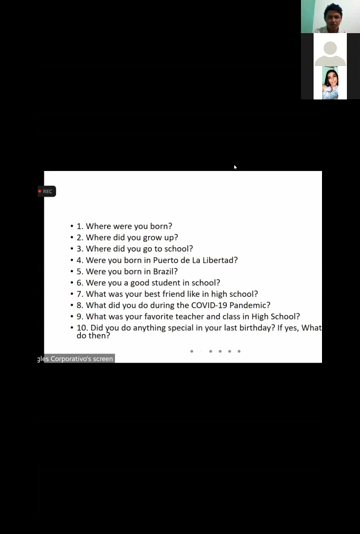 REC
• 1. Where were you born?
• 2. Where did you grow up?
• 3. Where did you go to school?
• 4. Were you born in Puerto de La Libertad?
• 5. Were you born in Brazil?
• 6. Were you a good student in school?
• 7. What was your best friend like in high school?
• 8. What did you do during the COVID-19 Pandemic?
• 9. What was your favorite teacher and class in High School?
• 10. Did you do anything special in your last birthday? If yes, What
do then?
gles Corporativo's screen